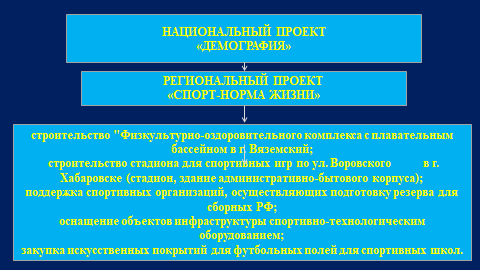 НАЦИОНАЛЬНЫЙ ПРОЕКТ
«ДЕМОГРАФИЯ»
РЕГИОНАЛЬНЫЙ ПРОЕКТ
«СПОРТ-НОРМА ЖИЗНИ»
строительство "Физкультурно-оздоровительного комплекса с плавательным
бассейном в г. Вяземский;
строительство стадиона для спортивных игр по ул. Воровского в г.
Хабаровске (стадион, здание административно-бытового корпуса);
поддержка спортивных организаций, осуществляющих подготовку резерва для
сборных РФ;
оснащение объектов инфраструктуры спортивно-технологическим
оборудованием;
закупка искусственных покрытий для футбольных полей для спортивных школ.